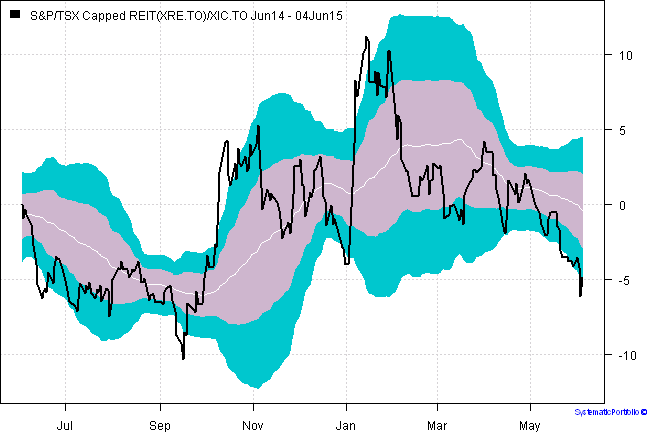 S&P/TSX Capped REIT(XRE.TO)/XIC.TO Jun14 - 04Jun15
10
5
0
-5
-10
Jul Sep Nov Jan Mar May
SystematicPortfolio ©